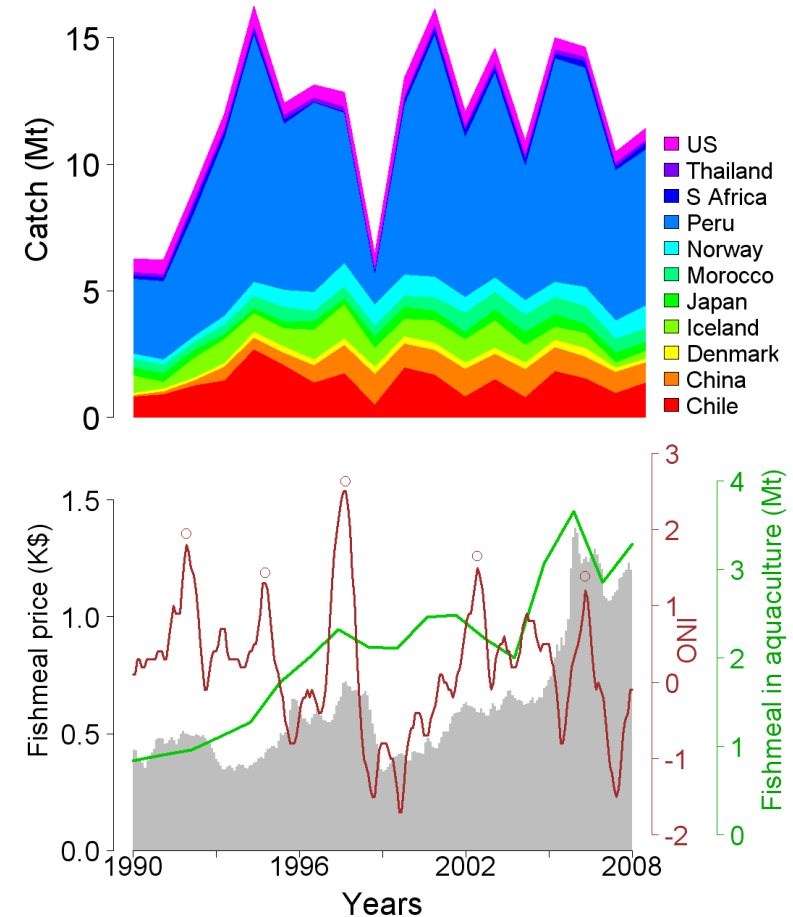 15
10
5
0
Catch (Mt)
US
Thailand
S Africa
Peru
Norway
Morocco
Japan
Iceland
Denmark
China
Chile
1.5
1.0
0.5
0.0
Fishmeal price (K$)
3
2
1
0
-1
-2
ONI
4
3
2
1
0
Fishmeal in aquaculture (Mt)
1990 1996 2002 2008
Years